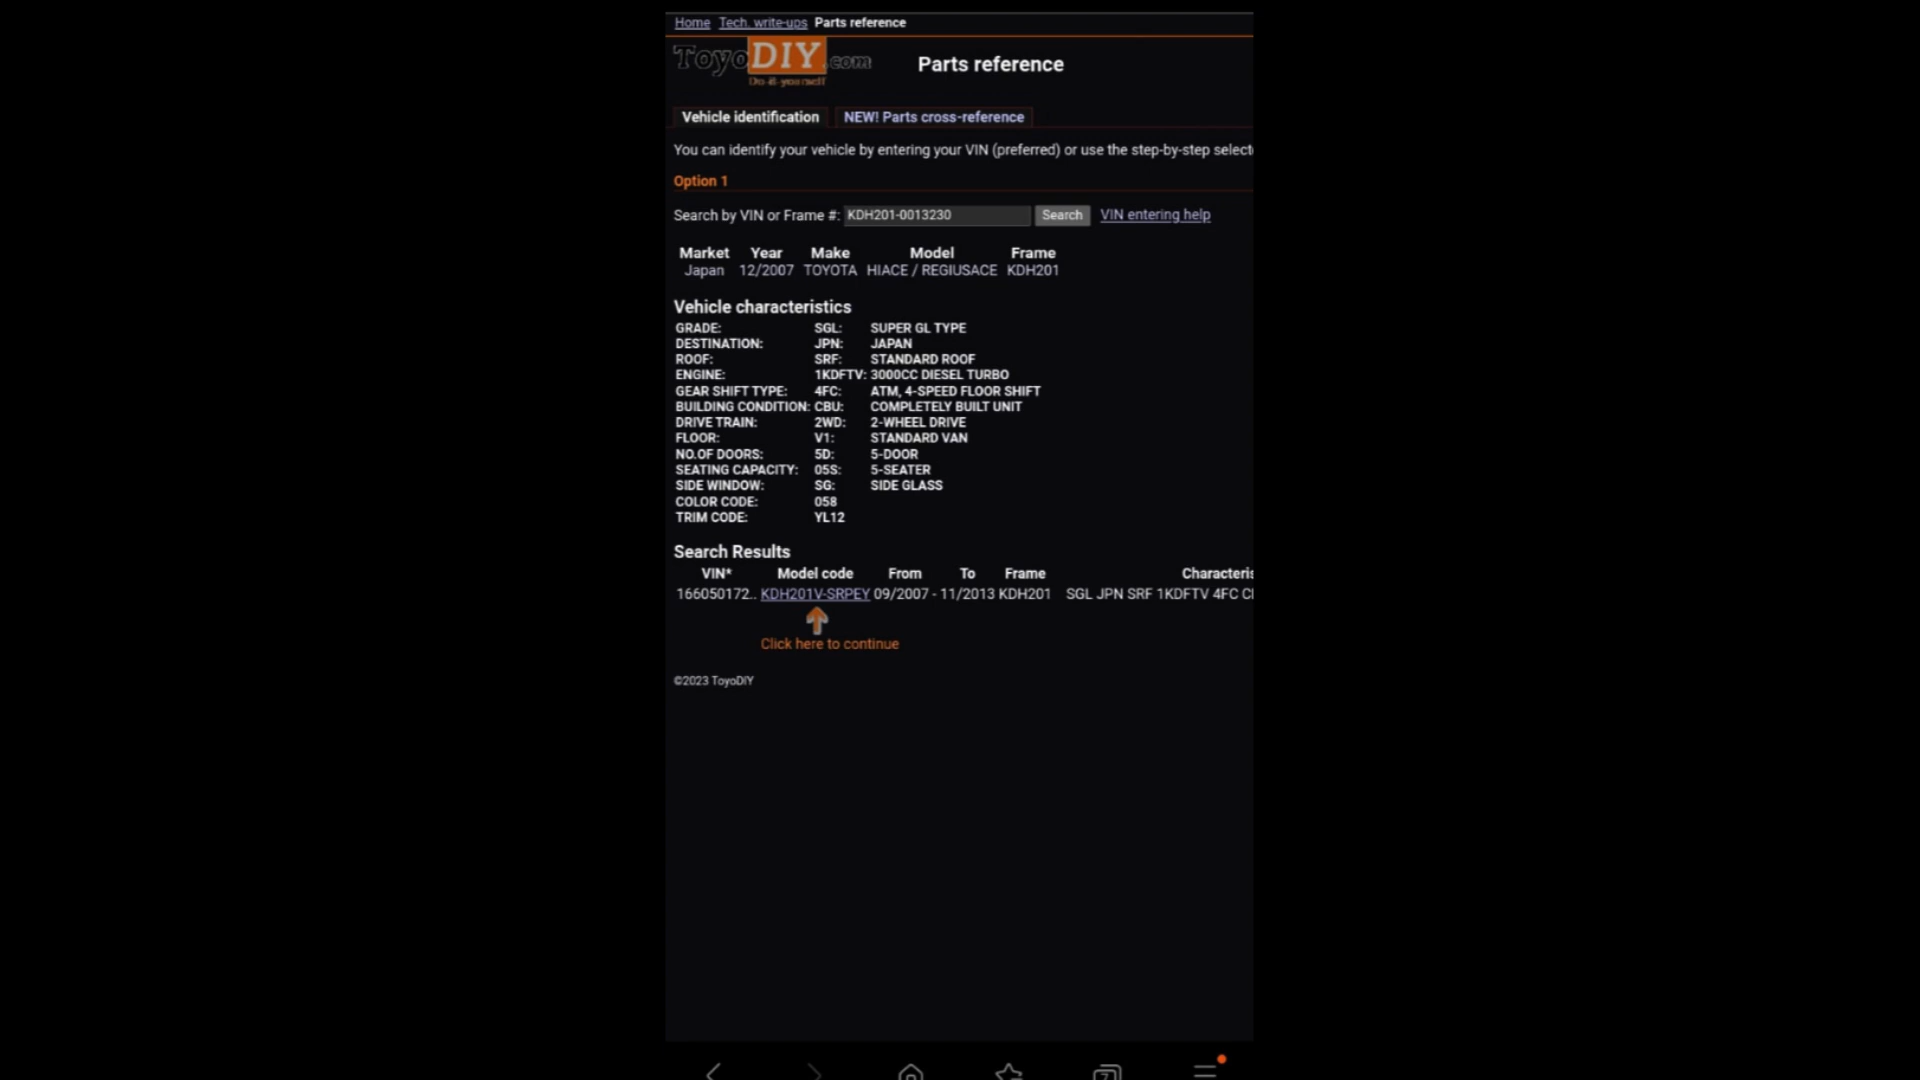 Home Tech. write-ups Parts reference
ToyoDIY.com
Do-it-yourself
Parts reference
Vehicle identification NEW! Parts cross-reference
You can identify your vehicle by entering your VIN (preferred) or use the step-by-step select
Option 1
Search by VIN or Frame #: KDH201-0013230 Search VIN entering help
Market Year Make Model Frame
Japan 12/2007 TOYOTA HIACE / REGIUSACE KDH201
Vehicle characteristics
GRADE: SGL: SUPER GL TYPE
DESTINATION: JPN: JAPAN
ROOF: SRF: STANDARD ROOF
ENGINE: 1KDFTV: 3000CC DIESEL TURBO
GEAR SHIFT TYPE: 4FC: ATM, 4-SPEED FLOOR SHIFT
BUILDING CONDITION: CBU: COMPLETELY BUILT UNIT
DRIVE TRAIN: 2WD: 2-WHEEL DRIVE
FLOOR: V1: STANDARD VAN
NO.OF DOORS: 5D: 5-DOOR
SEATING CAPACITY: 05S: 5-SEATER
SIDE WINDOW: SG: SIDE GLASS
COLOR CODE: 058
TRIM CODE: YL12
Search Results
VIN* Model code From To Frame Characteris
166050172.. KDH201V-SRPEY 09/2007 - 11/2013 KDH201 SGL JPN SRF 1KDFTV 4FC C
Click here to continue
©2023 ToyoDIY
7